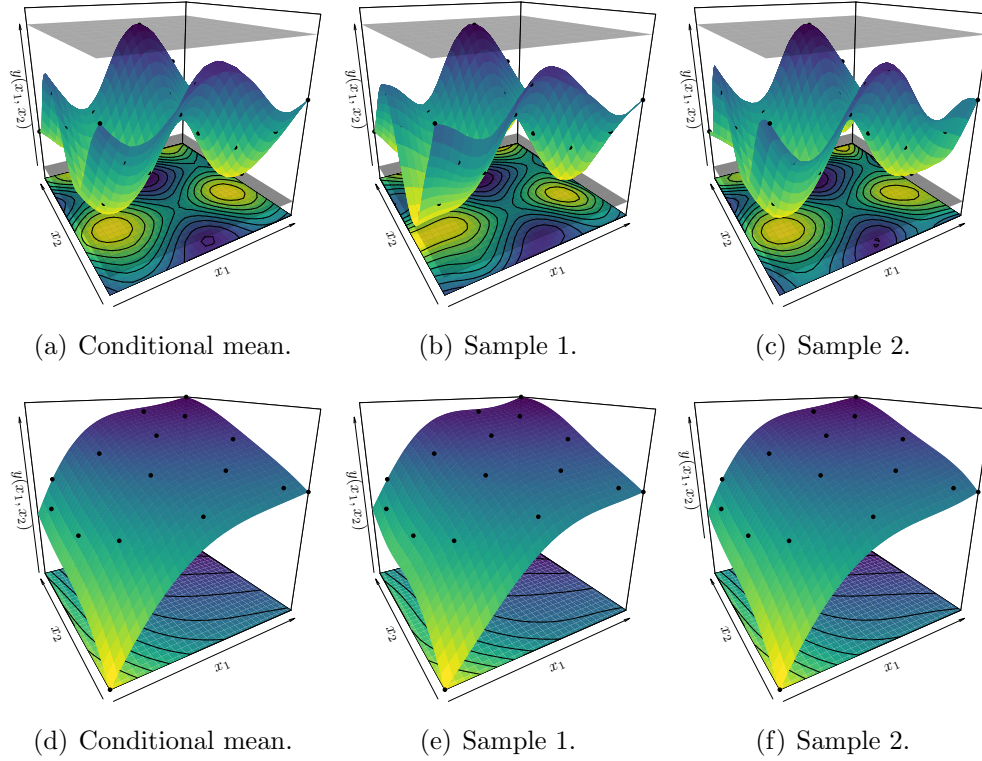 y(x₁, x₂)
x₂
x₁
y(x₁, x₂)
x₂
x₁
y(x₁, x₂)
x₂
x₁
(a) Conditional mean.
(b) Sample 1.
(c) Sample 2.
y(x₁, x₂)
x₂
x₁
y(x₁, x₂)
x₂
x₁
y(x₁, x₂)
x₂
x₁
(d) Conditional mean.
(e) Sample 1.
(f) Sample 2.